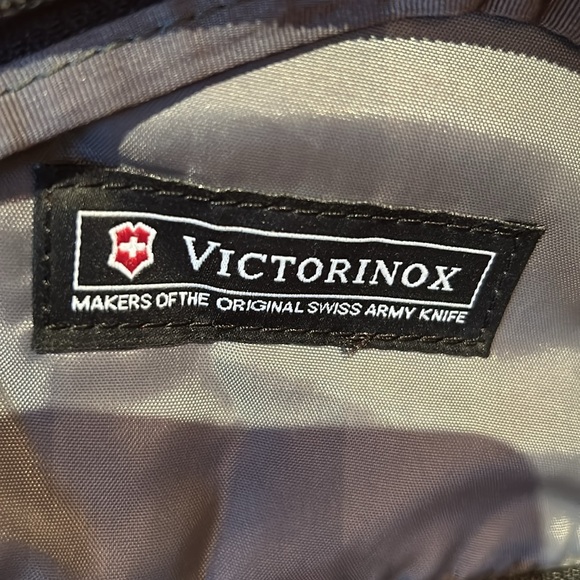 VICTORINOX
MAKERS OF THE ORIGINAL SWISS ARMY KNIFE